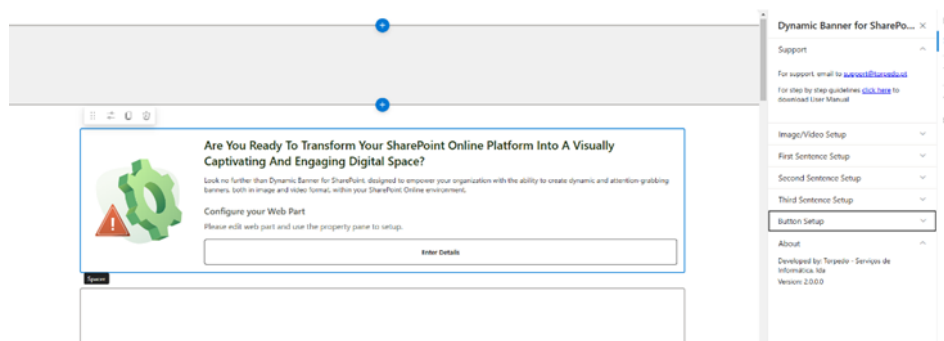 Are You Ready To Transform Your SharePoint Online Platform Into A Visually
Captivating And Engaging Digital Space?
Look no further than Dynamic Banner for SharePoint, designed to empower your organization with the ability to create dynamic and attention-grabbing
banners, both in image and video format, within your SharePoint Online environment.
Configure your Web Part
Please edit web part and use the property pane to setup.
Enter Details
Spacer
Dynamic Banner for SharePo...
Support
For support, email to support@torpedo.pt
For step by step guidelines click here to
download User Manual
Image/Video Setup
First Sentence Setup
Second Sentence Setup
Third Sentence Setup
Button Setup
About
Developed by: Torpedo - Serviços de
Informática, lda
Version: 2.0.0.0